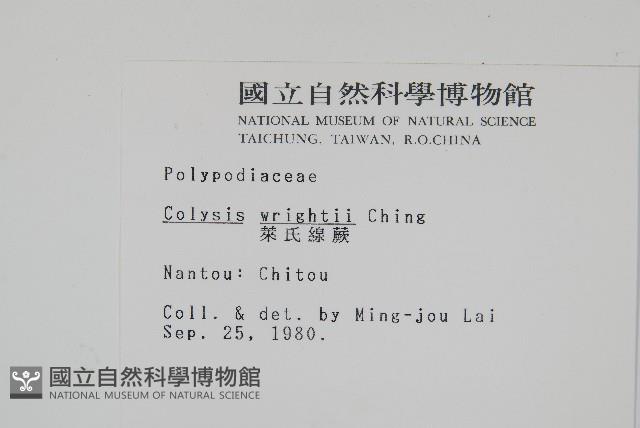 國立自然科學博物館
NATIONAL MUSEUM OF NATURAL SCIENCE
TAICHUNG, TAIWAN, R.O.CHINA
Polypodiaceae
Colysis wrightii Ching
萊氏線蕨
Nantou: Chitou
Coll. & det. by Ming-jou Lai
Sep. 25, 1980.
國立自然科學博物館
NATIONAL MUSEUM OF NATURAL SCIENCE